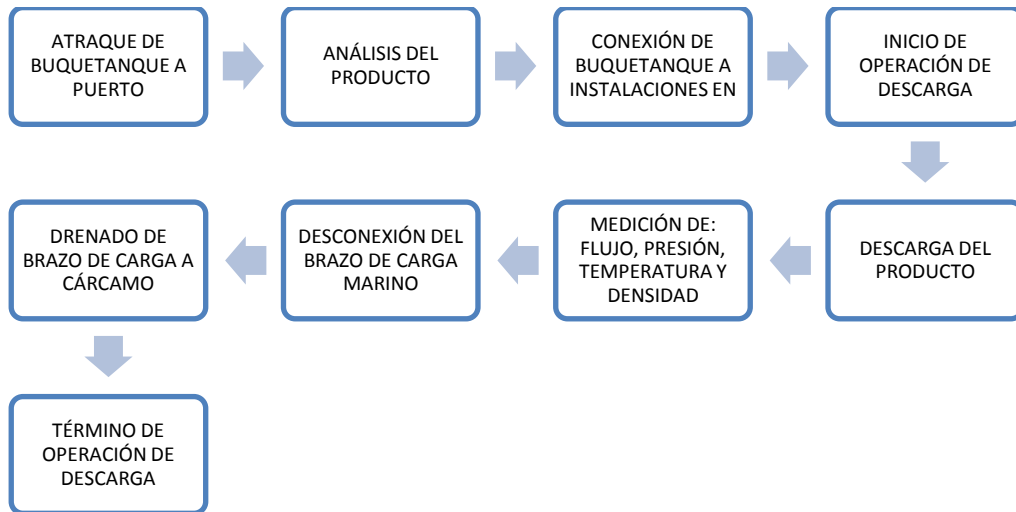 ATRAQUE DE
BUQUETANQUE A
PUERTO
ANÁLISIS DEL
PRODUCTO
CONEXIÓN DE
BUQUETANQUE A
INSTALACIONES EN
INICIO DE
OPERACIÓN DE
DESCARGA
DESCARGA DEL
PRODUCTO
MEDICIÓN DE:
FLUJO, PRESIÓN,
TEMPERATURA Y
DENSIDAD
DESCONEXIÓN DEL
BRAZO DE CARGA
MARINO
DRENADO DE
BRAZO DE CARGA A
CÁRCAMO
TÉRMINO DE
OPERACIÓN DE
DESCARGA